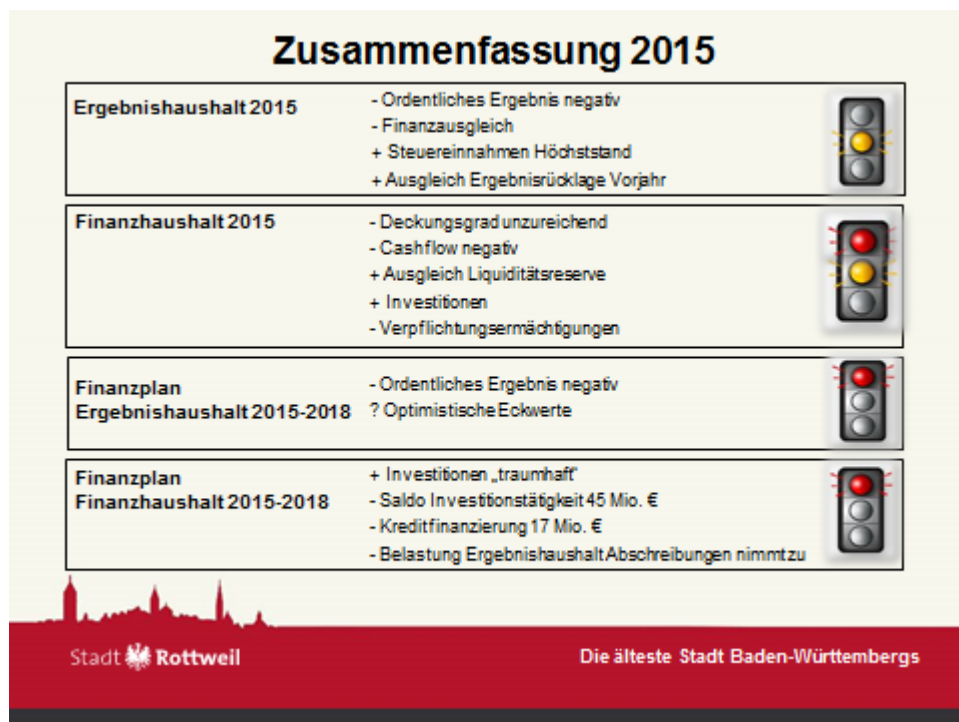 Zusammenfassung 2015
Ergebnishaushalt 2015
- Ordentliches Ergebnis negativ
- Finanzausgleich
+ Steuereinnahmen Höchststand
+ Ausgleich Ergebnisrücklage Vorjahr
Finanzhaushalt 2015
- Deckungsgrad unzureichend
- Cashflow negativ
+ Ausgleich Liquiditätsreserve
+ Investitionen
- Verpflichtungsermächtigungen
Finanzplan
Ergebnishaushalt 2015-2018
- Ordentliches Ergebnis negativ
? Optimistische Eckwerte
Finanzplan
Finanzhaushalt 2015-2018
+ Investitionen „traumhaft“
- Saldo Investitionstätigkeit 45 Mio. €
- Kreditfinanzierung 17 Mio. €
- Belastung Ergebnishaushalt Abschreibungen nimmt zu
Stadt Rottweil
Die älteste Stadt Baden-Württembergs